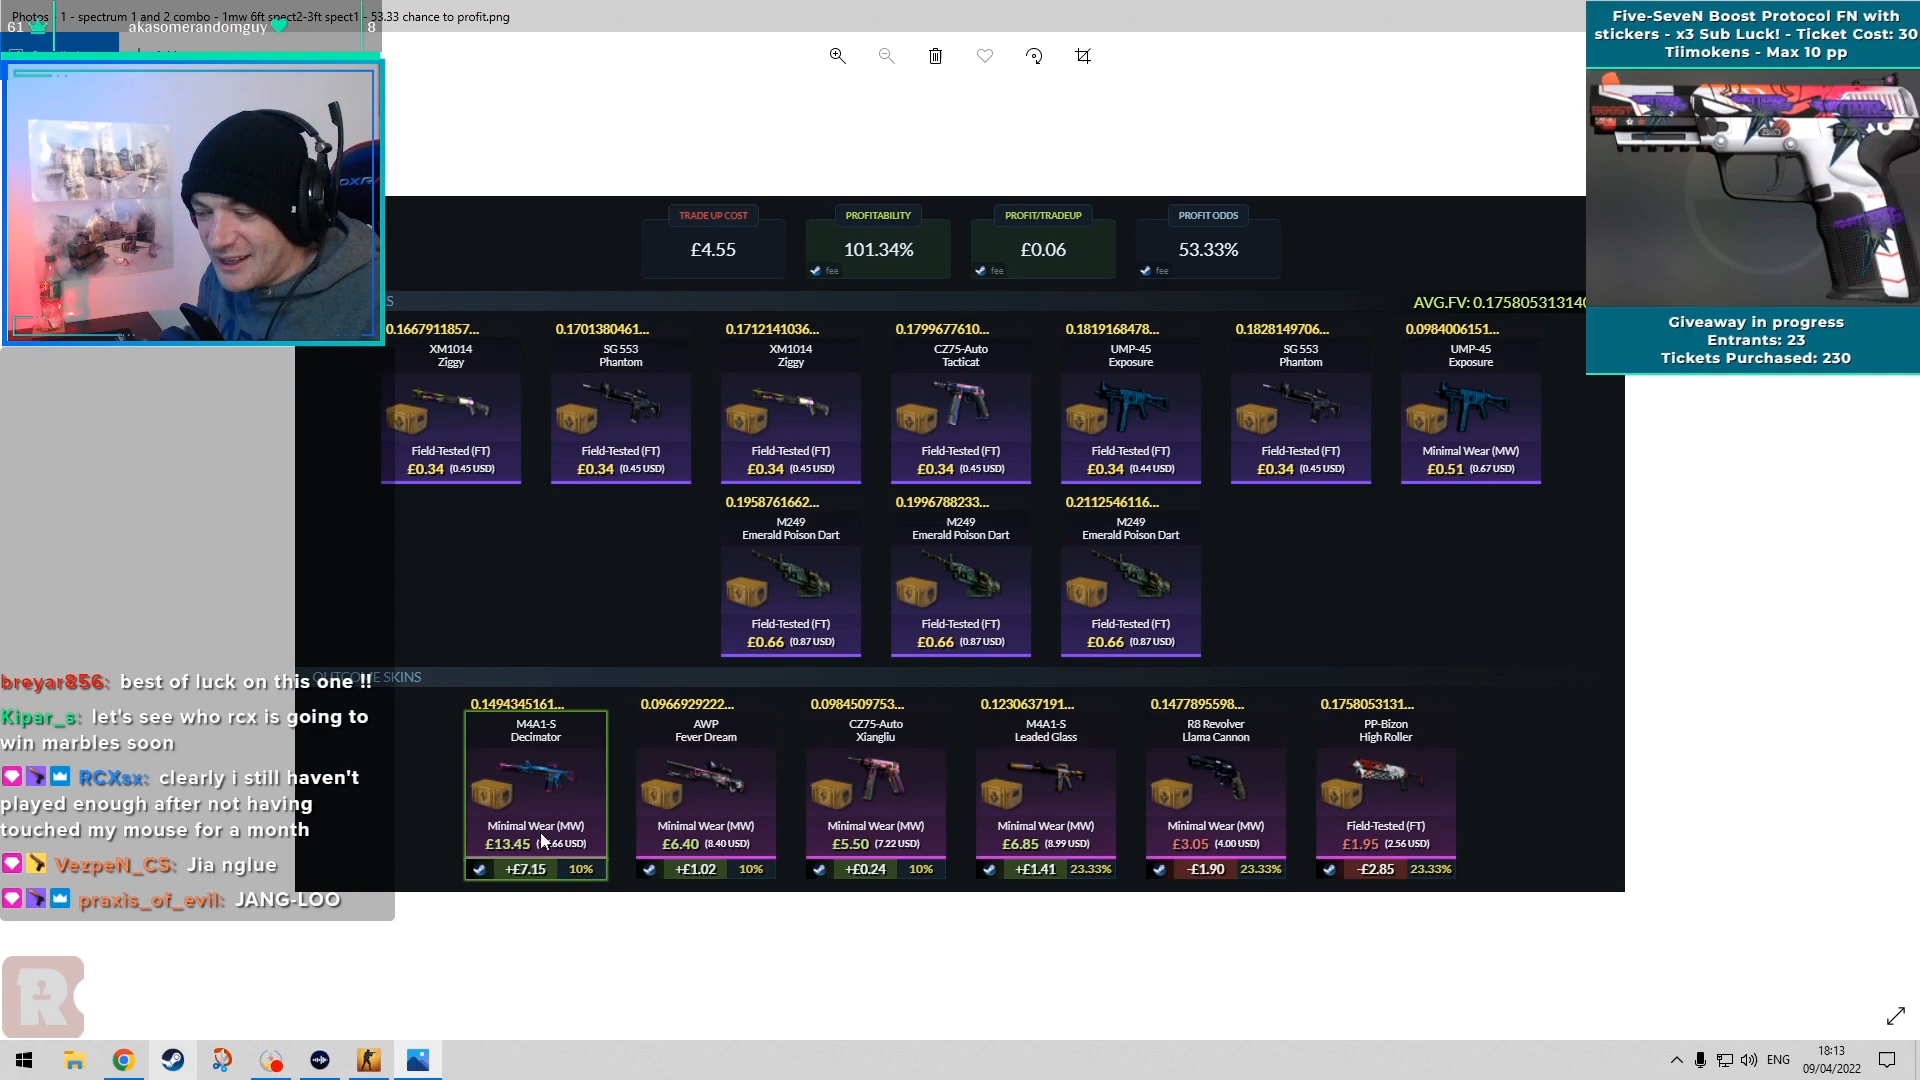 Photos - 1 - spectrum 1 and 2 combo - 1mw 6ft spect2-3ft spect1 - 53.33 chance to profit.png
61
akasomerandomguy
8
Five-SeveN Boost Protocol FN with
stickers - x3 Sub Luck! - Ticket Cost: 30
Tiimokens - Max 10 pp
TRADE UP COST
£4.55
PROFITABILITY
101.34%
fee
PROFIT/TRADEUP
£0.06
fee
PROFIT ODDS
53.33%
fee
AVG.FV: 0.1758053131
Giveaway in progress
Entrants: 23
Tickets Purchased: 230
0.1667911857... 0.1701380461... 0.1712141036... 0.1799677610... 0.1819168478... 0.1828149706... 0.0984006151...
XM1014 SG 553 XM1014 CZ75-Auto UMP-45 SG 553 UMP-45
Ziggy Phantom Ziggy Tacticat Exposure Phantom Exposure
Field-Tested (FT) Field-Tested (FT) Field-Tested (FT) Field-Tested (FT) Field-Tested (FT) Field-Tested (FT) Minimal Wear (MW)
£0.34 (0.45 USD) £0.34 (0.45 USD) £0.34 (0.45 USD) £0.34 (0.45 USD) £0.34 (0.44 USD) £0.34 (0.45 USD) £0.51 (0.67 USD)
0.1958761662... 0.1996788233... 0.2112546116...
M249 M249 M249
Emerald Poison Dart Emerald Poison Dart Emerald Poison Dart
Field-Tested (FT) Field-Tested (FT) Field-Tested (FT)
£0.66 (0.87 USD) £0.66 (0.87 USD) £0.66 (0.87 USD)
OUTCOME SKINS
0.1494345161... 0.0966929222... 0.0984509753... 0.1230637191... 0.1477895598... 0.1758053131...
M4A1-S AWP CZ75-Auto M4A1-S R8 Revolver PP-Bizon
Decimator Fever Dream Xiangliu Leaded Glass Llama Cannon High Roller
Minimal Wear (MW) Minimal Wear (MW) Minimal Wear (MW) Minimal Wear (MW) Minimal Wear (MW) Field-Tested (FT)
£13.45 £6.40 (8.40 USD) £5.50 (7.22 USD) £6.85 (8.99 USD) £3.05 (4.00 USD) £1.95 (2.56 USD)
+£7.15 10% +£1.02 10% +£0.24 10% +£1.41 23.33% -£1.90 23.33% -£2.85 23.33%
breyar856: best of luck on this one !!
Kipar_s: let's see who rcx is going to
win marbles soon
RCXsx: clearly i still haven't
played enough after not having
touched my mouse for a month
VezpeN_CS: Jia nglue
praxis_of_evil: JANG-LOO
R
ENG
18:13
09/04/2022